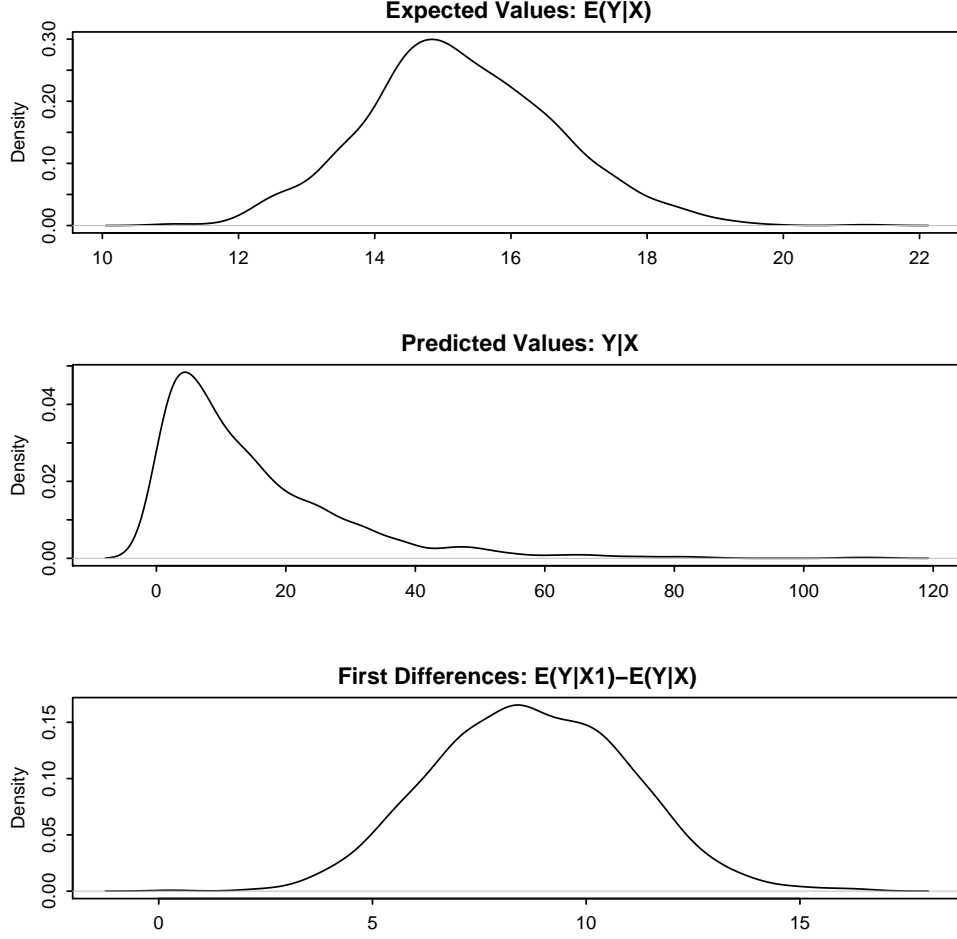 Expected Values: E(Y|X)
Density
0.00 0.10 0.20 0.30
10 12 14 16 18 20 22
Predicted Values: Y|X
Density
0.00 0.02 0.04
0 20 40 60 80 100 120
First Differences: E(Y|X1)−E(Y|X)
Density
0.00 0.05 0.10 0.15
0 5 10 15